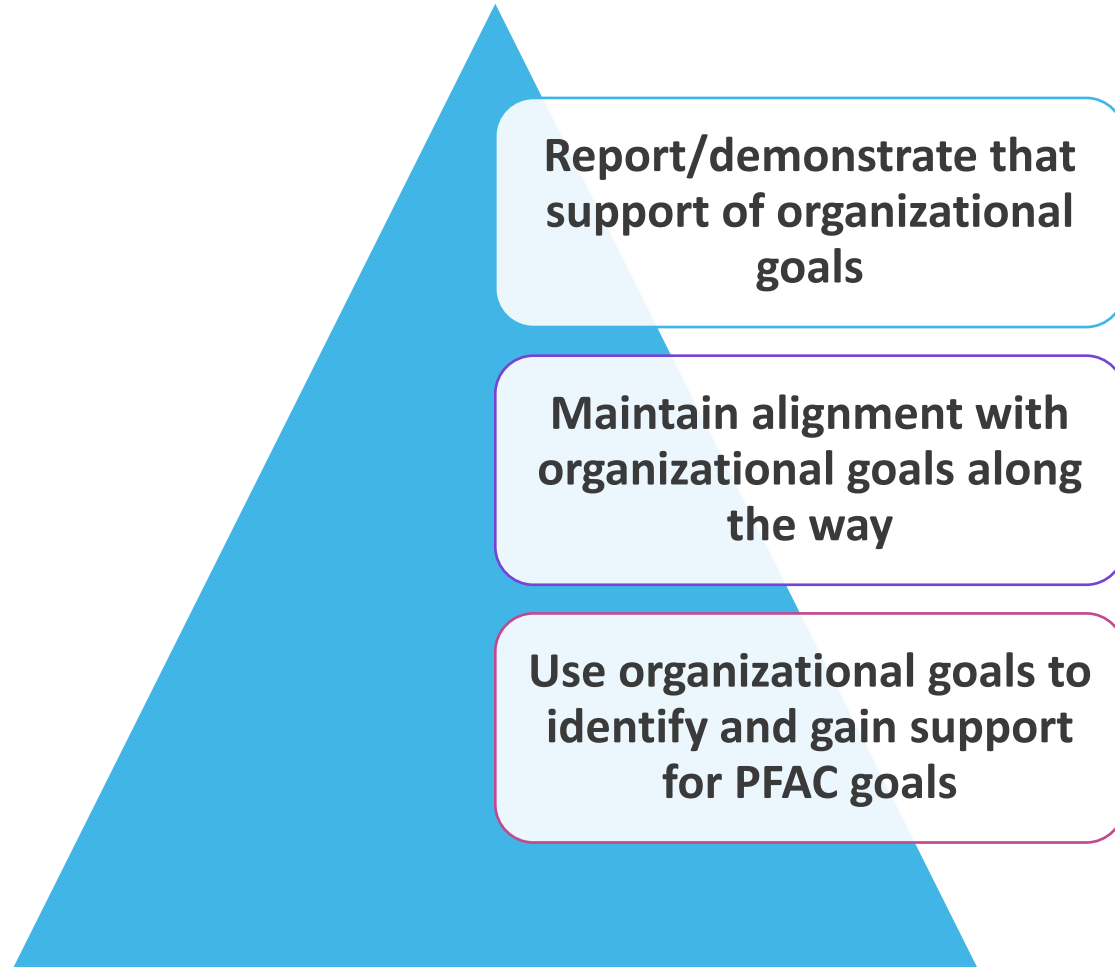 Report/demonstrate that
support of organizational
goals
Maintain alignment with
organizational goals along
the way
Use organizational goals to
identify and gain support
for PFAC goals